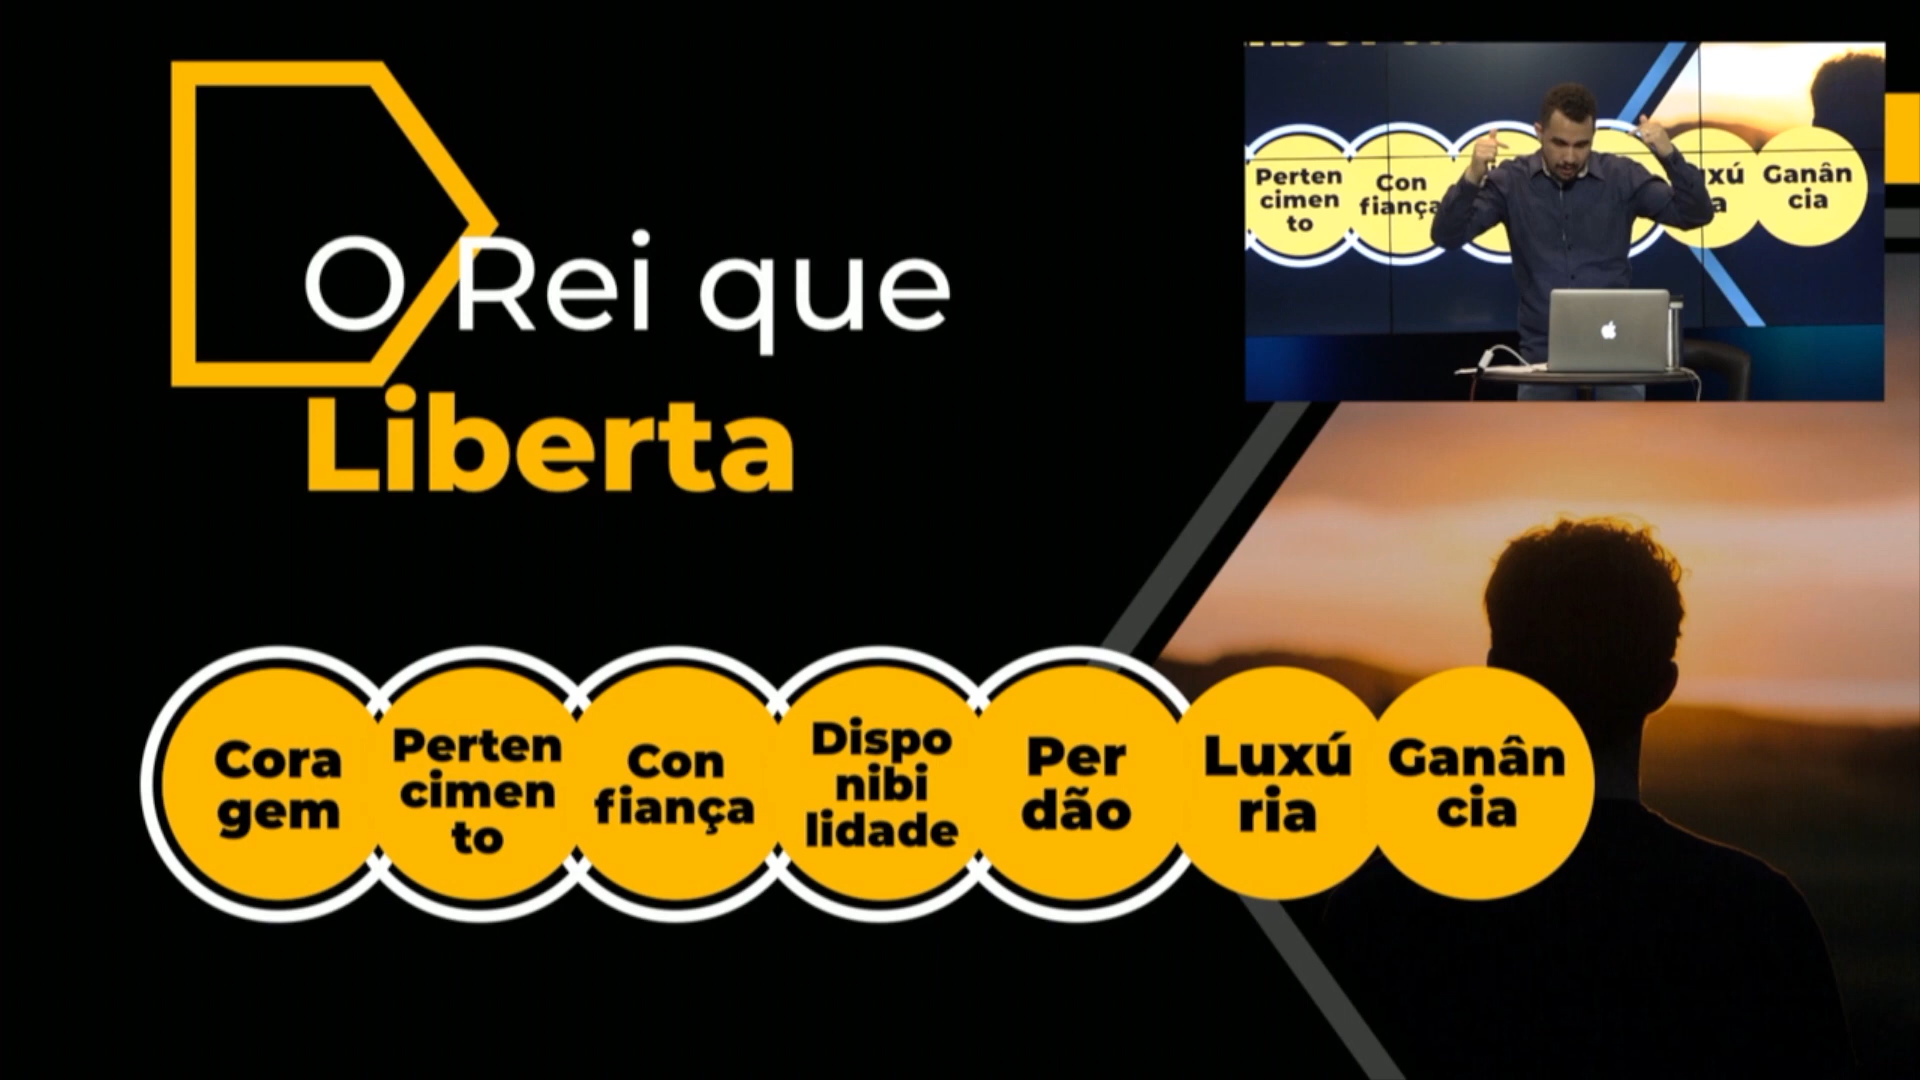 O Rei que
Liberta
Perten
cimen
to
Con
fiança
xú
a
Ganân
cia
Cora
gem
Perten
cimen
to
Con
fiança
Dispo
nibi
lidade
Per
dão
Luxú
ria
Ganân
cia